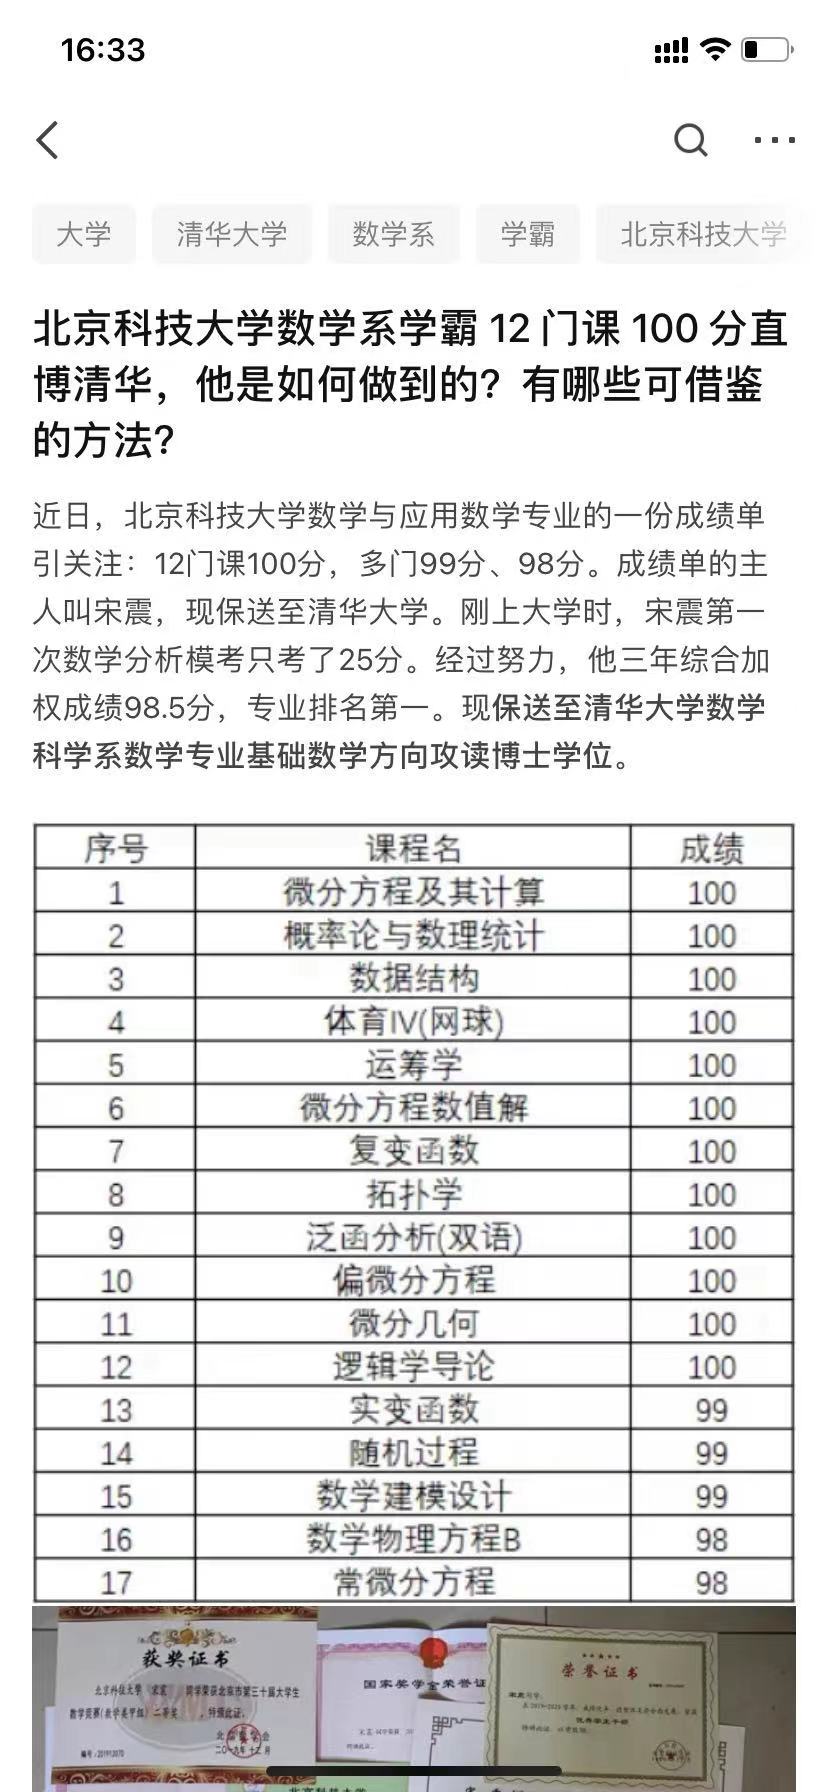 16:33
大学 清华大学 数学系 学霸 北京科技大学
北京科技大学数学系学霸 12 门课 100 分直
博清华，他是如何做到的？有哪些可借鉴
的方法？
近日，北京科技大学数学与应用数学专业的一份成绩单
引关注：12门课100分，多门99分、98分。成绩单的主
人叫宋震，现保送至清华大学。刚上大学时，宋震第一
次数学分析模考只考了25分。经过努力，他三年综合加
权成绩98.5分，专业排名第一。现保送至清华大学数学
科学系数学专业基础数学方向攻读博士学位。
序号 课程名 成绩
1 微分方程及其计算 100
2 概率论与数理统计 100
3 数据结构 100
4 体育IV(网球) 100
5 运筹学 100
6 微分方程数值解 100
7 复变函数 100
8 拓扑学 100
9 泛函分析(双语) 100
10 偏微分方程 100
11 微分几何 100
12 逻辑学导论 100
13 实变函数 99
14 随机过程 99
15 数学建模设计 99
16 数学物理方程B 98
17 常微分方程 98
获奖证书
北京科技大学 宋震 同学荣获北京市第三十届大学生
数学竞赛(数学类甲组)二等奖，特颁此证。
二〇一九年十二月
国家奖学金荣誉证
荣誉证书
优秀学生干部